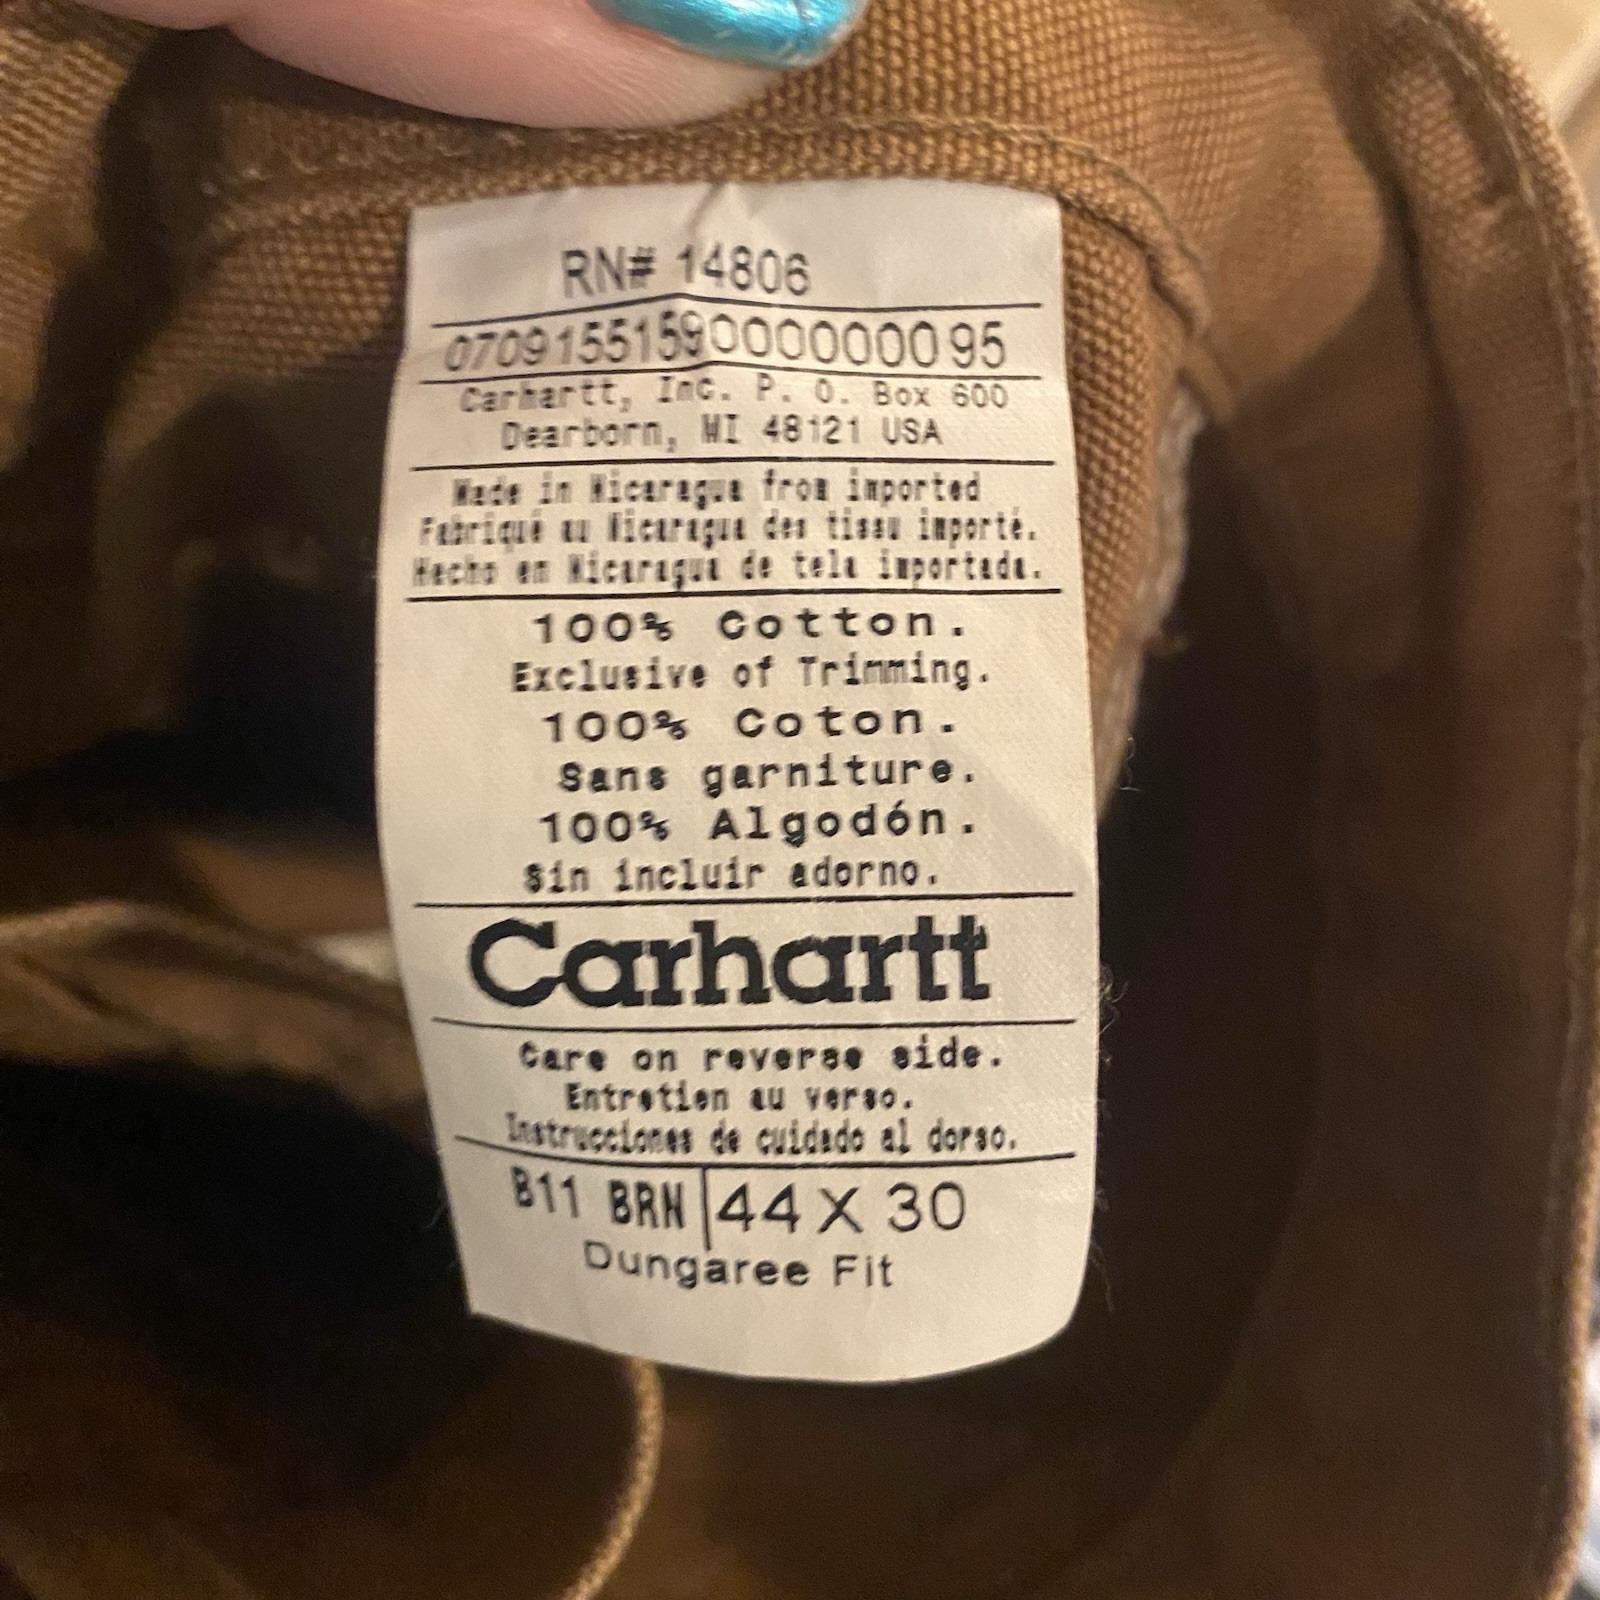 RN# 14806
0709155159000000095
Carhartt, Inc. P. O. Box 600
Dearborn, MI 48121 USA
Made in Nicaragua from imported
Fabriqué au Nicaragua des tissu importé.
Hecho en Nicaragua de tela importada.
100% Cotton.
Exclusive of Trimming.
100% Coton.
Sans garniture.
100% Algodón.
Sin incluir adorno.
Carhartt
Care on reverse side.
Entretien au verso.
Instrucciones de cuidado al dorso.
B11 BRN 44 X 30
Dungaree Fit